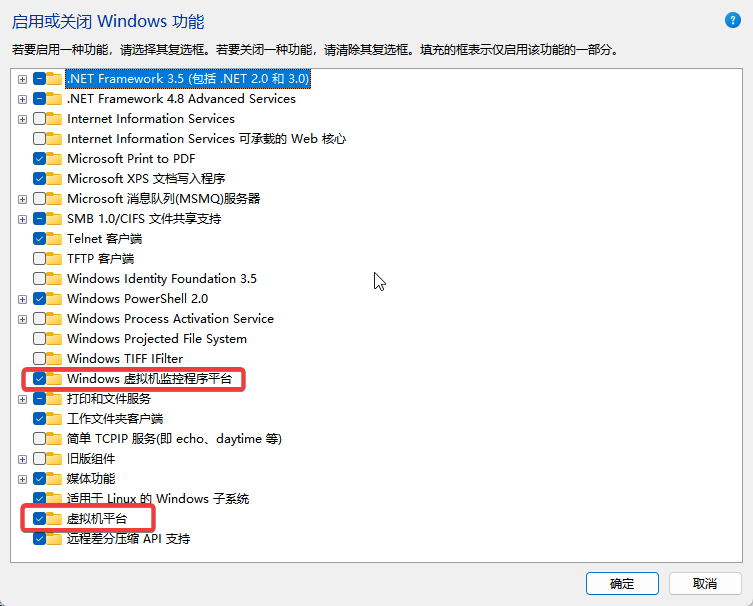 启用或关闭 Windows 功能
?
若要启用一种功能，请选择其复选框。若要关闭一种功能，请清除其复选框。填充的框表示仅启用该功能的一部分。
.NET Framework 3.5 (包括 .NET 2.0 和 3.0)
.NET Framework 4.8 Advanced Services
Internet Information Services
Internet Information Services 可承载的 Web 核心
Microsoft Print to PDF
Microsoft XPS 文档写入程序
Microsoft 消息队列(MSMQ)服务器
SMB 1.0/CIFS 文件共享支持
Telnet 客户端
TFTP 客户端
Windows Identity Foundation 3.5
Windows PowerShell 2.0
Windows Process Activation Service
Windows Projected File System
Windows TIFF IFilter
Windows 虚拟机监控程序平台
打印和文件服务
工作文件夹客户端
简单 TCPIP 服务(即 echo、daytime 等)
旧版组件
媒体功能
适用于 Linux 的 Windows 子系统
虚拟机平台
远程差分压缩 API 支持
确定
取消